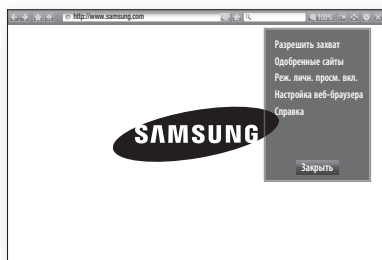 http://www.samsung.com
100%
Разрешить захват
Одобренные сайты
Реж. личн. просм. вкл.
Настройка веб-браузера
Справка
SAMSUNG
Закрыть